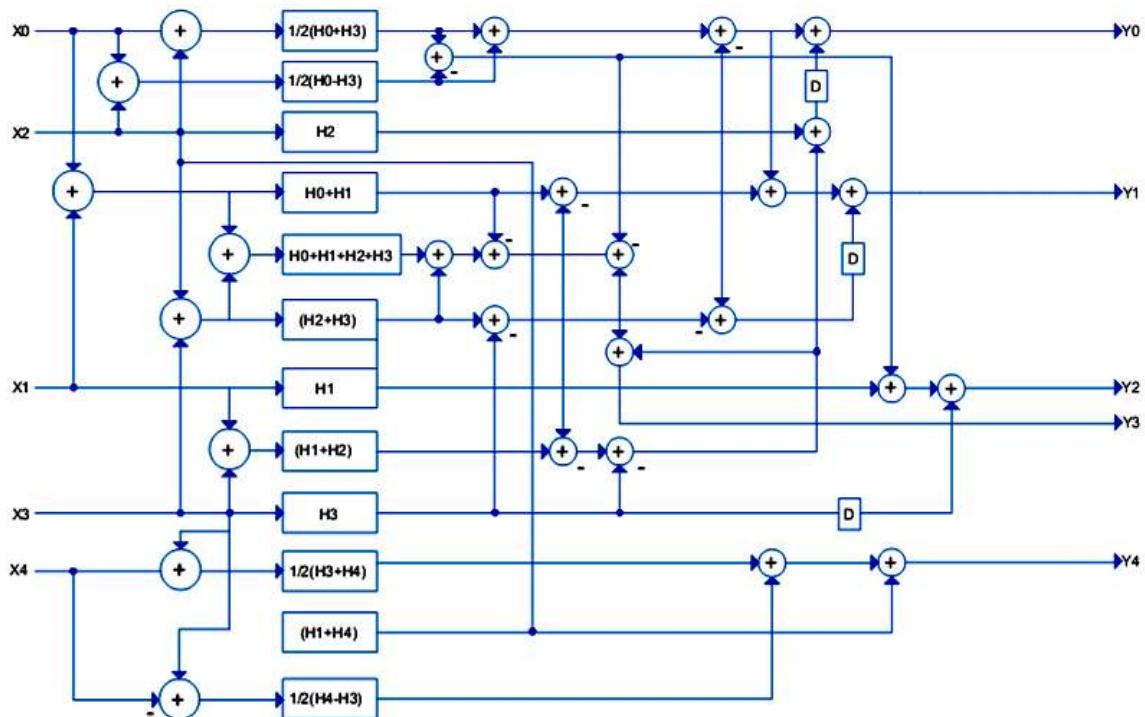 X0 + 1/2(H0+H3) + + + Y0
+ -
+ 1/2(H0-H3) - D
X2 H2 +
+ H0+H1 + - + + Y1
+ H0+H1+H2+H3 + + - + - D
+ (H2+H3) + - + -
+
X1 H1 + + Y2
Y3
+ (H1+H2) + - + -
X3 H3 D
X4 + 1/2(H3+H4) + + Y4
(H1+H4)
+ - 1/2(H4-H3)